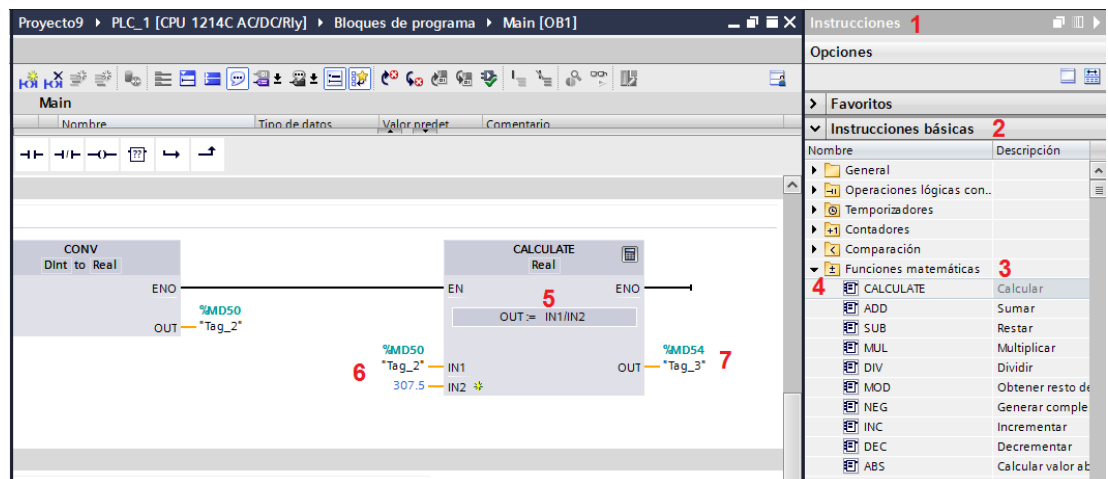 Proyecto9 ▸ PLC_1 [CPU 1214C AC/DC/Rly] ▸ Bloques de programa ▸ Main [OB1]
Main
Nombre Tipo de datos Valor predet Comentario
??
CONV
DInt to Real
ENO
%MD50
OUT "Tag_2"
CALCULATE
Real
EN 5 ENO
OUT := IN1/IN2
%MD50
6 "Tag_2" IN1
307.5 IN2
%MD54
OUT "Tag_3" 7
Instrucciones 1
Opciones
Favoritos
Instrucciones básicas 2
Nombre Descripción
General
Operaciones lógicas con..
Temporizadores
Contadores
Comparación
Funciones matemáticas 3
4 CALCULATE Calcular
ADD Sumar
SUB Restar
MUL Multiplicar
DIV Dividir
MOD Obtener resto de
NEG Generar comple
INC Incrementar
DEC Decrementar
ABS Calcular valor ab